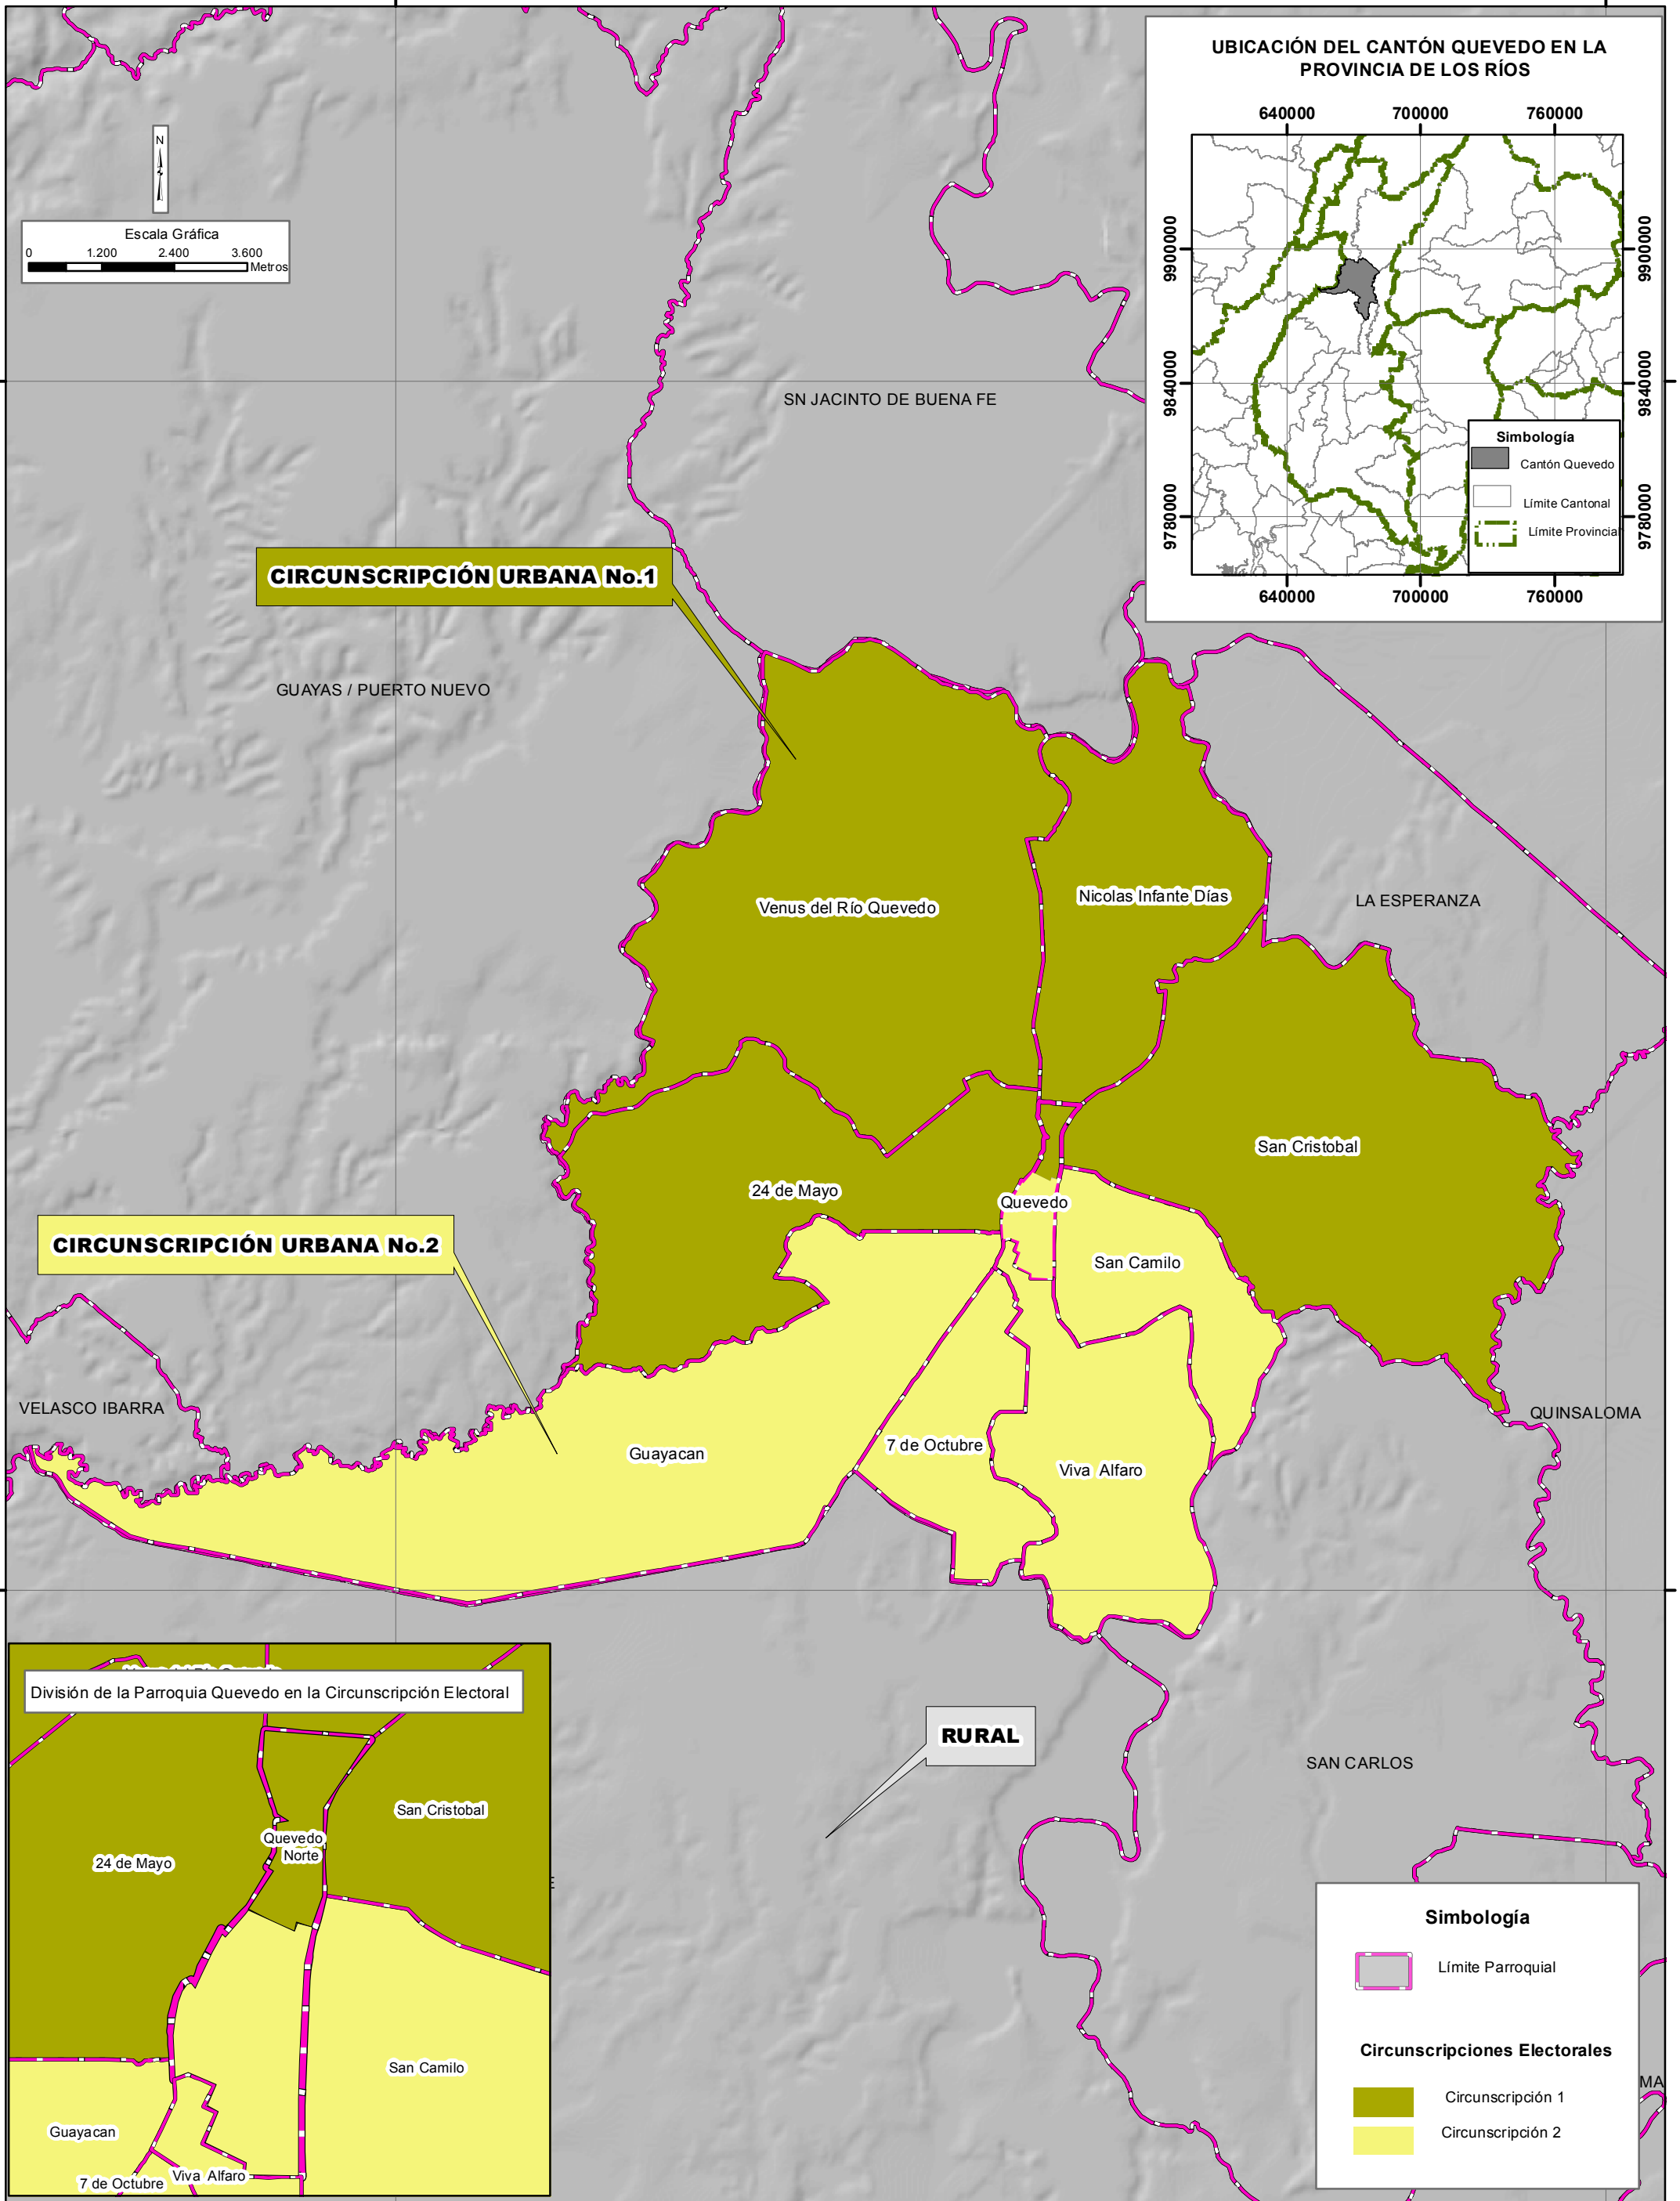 UBICACIÓN DEL CANTÓN QUEVEDO EN LA
PROVINCIA DE LOS RÍOS
640000 700000 760000
9900000 9900000
9840000 9840000
9780000 9780000
640000 700000 760000
Simbología
Cantón Quevedo
Límite Cantonal
Límite Provincial
N
Escala Gráfica
0 1.200 2.400 3.600
Metros
SN JACINTO DE BUENA FE
CIRCUNSCRIPCIÓN URBANA No.1
GUAYAS / PUERTO NUEVO
Venus del Río Quevedo
Nicolas Infante Días
LA ESPERANZA
San Cristobal
24 de Mayo
Quevedo
CIRCUNSCRIPCIÓN URBANA No.2
San Camilo
VELASCO IBARRA
QUINSALOMA
Guayacan
7 de Octubre
Viva Alfaro
RURAL
SAN CARLOS
División de la Parroquia Quevedo en la Circunscripción Electoral
San Cristobal
Quevedo
Norte
24 de Mayo
E
San Camilo
Guayacan
7 de Octubre
Viva Alfaro
Simbología
Límite Parroquial
Circunscripciones Electorales
MA
Circunscripción 1
Circunscripción 2